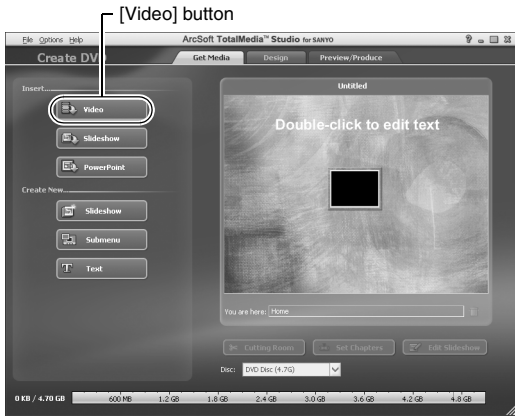 [Video] button
File Options Help
ArcSoft TotalMedia™ Studio for SANYO
Create DVD
Get Media
Design
Preview/Produce
Insert
Video
Slideshow
PowerPoint
Create New
Slideshow
Submenu
Text
Untitled
Double-click to edit text
You are here: Home
Cutting Room
Set Chapters
Edit Slideshow
Disc: DVD Disc (4.7G)
0 KB / 4.70 GB 600 MB 1.2 GB 1.8 GB 2.4 GB 3.0 GB 3.6 GB 4.2 GB 4.8 GB